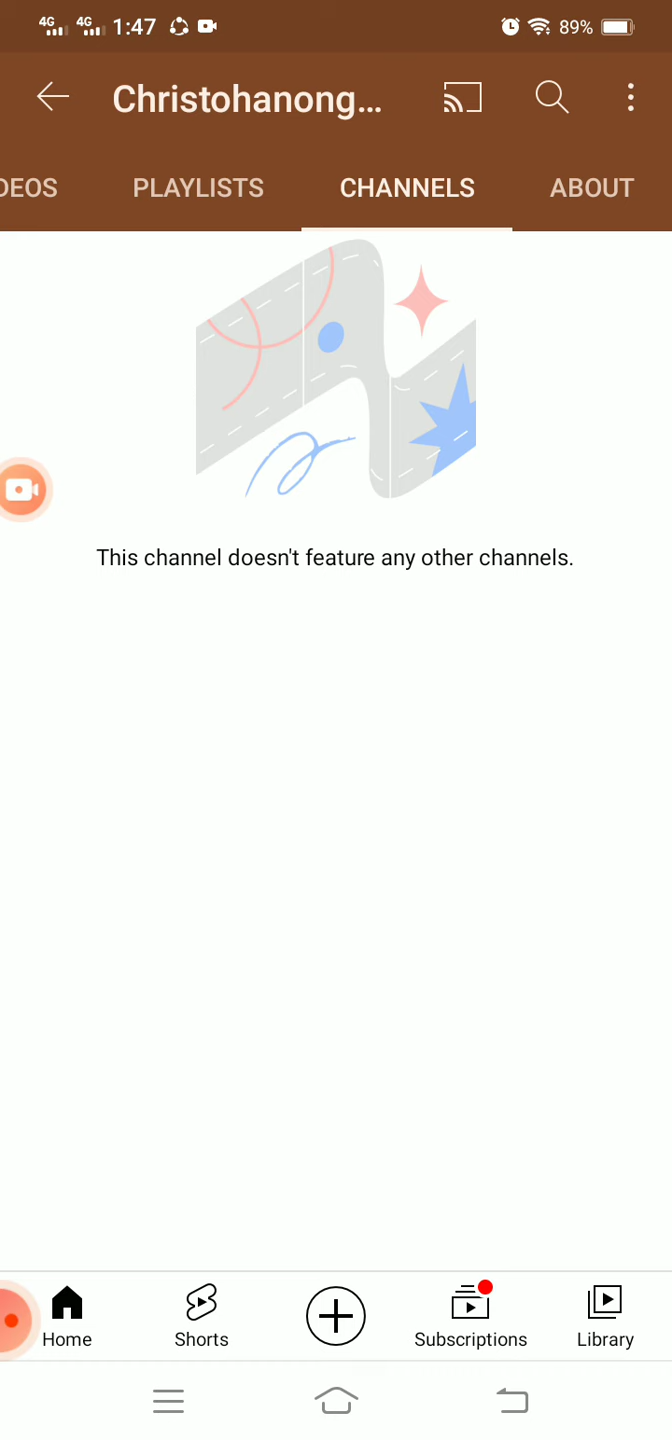 4G 4G 1:47 89%
Christohanong...
DEOS PLAYLISTS CHANNELS ABOUT
This channel doesn't feature any other channels.
Home Shorts Subscriptions Library